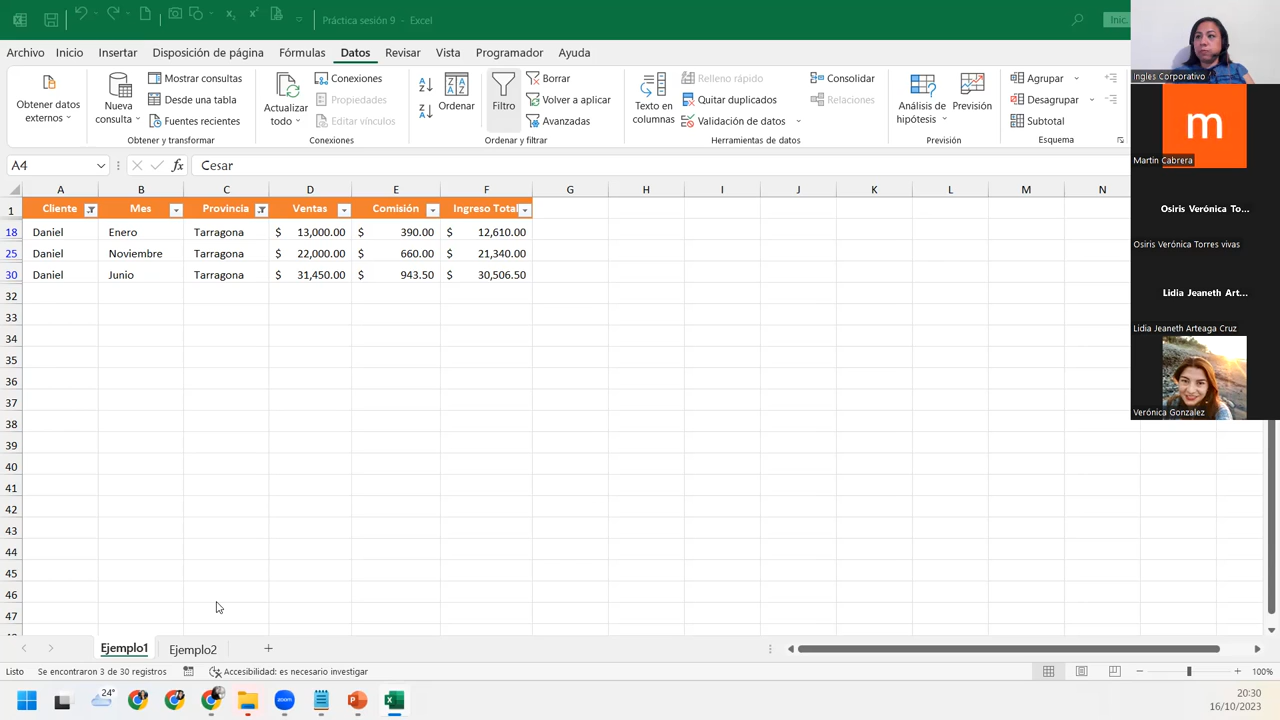 Práctica sesión 9 - Excel
Inic.
Archivo Inicio Insertar Disposición de página Fórmulas Datos Revisar Vista Programador Ayuda
Obtener datos externos
Nueva consulta
Mostrar consultas
Desde una tabla
Fuentes recientes
Obtener y transformar
Actualizar todo
Conexiones
Propiedades
Editar vínculos
Conexiones
Ordenar
Filtro
Borrar
Volver a aplicar
Avanzadas
Ordenar y filtrar
Texto en columnas
Relleno rápido
Quitar duplicados
Validación de datos
Consolidar
Relaciones
Herramientas de datos
Análisis de hipótesis
Previsión
Previsión
Agrupar
Desagrupar
Subtotal
Esquema
A4 fx Cesar
A B C D E F G H I J K L M N
1 Cliente Mes Provincia Ventas Comisión Ingreso Total
18 Daniel Enero Tarragona $ 13,000.00 $ 390.00 $ 12,610.00
25 Daniel Noviembre Tarragona $ 22,000.00 $ 660.00 $ 21,340.00
30 Daniel Junio Tarragona $ 31,450.00 $ 943.50 $ 30,506.50
32
33
34
35
36
37
38
39
40
41
42
43
44
45
46
47
Ejemplo1 Ejemplo2
Listo Se encontraron 3 de 30 registros Accesibilidad: es necesario investigar 100%
24°
20:30
16/10/2023
Ingles Corporativo
m
Martin Cabrera
Osiris Verónica To...
Osiris Verónica Torres vivas
Lidia Jeaneth Art...
Lidia Jeaneth Arteaga Cruz
Verónica Gonzalez